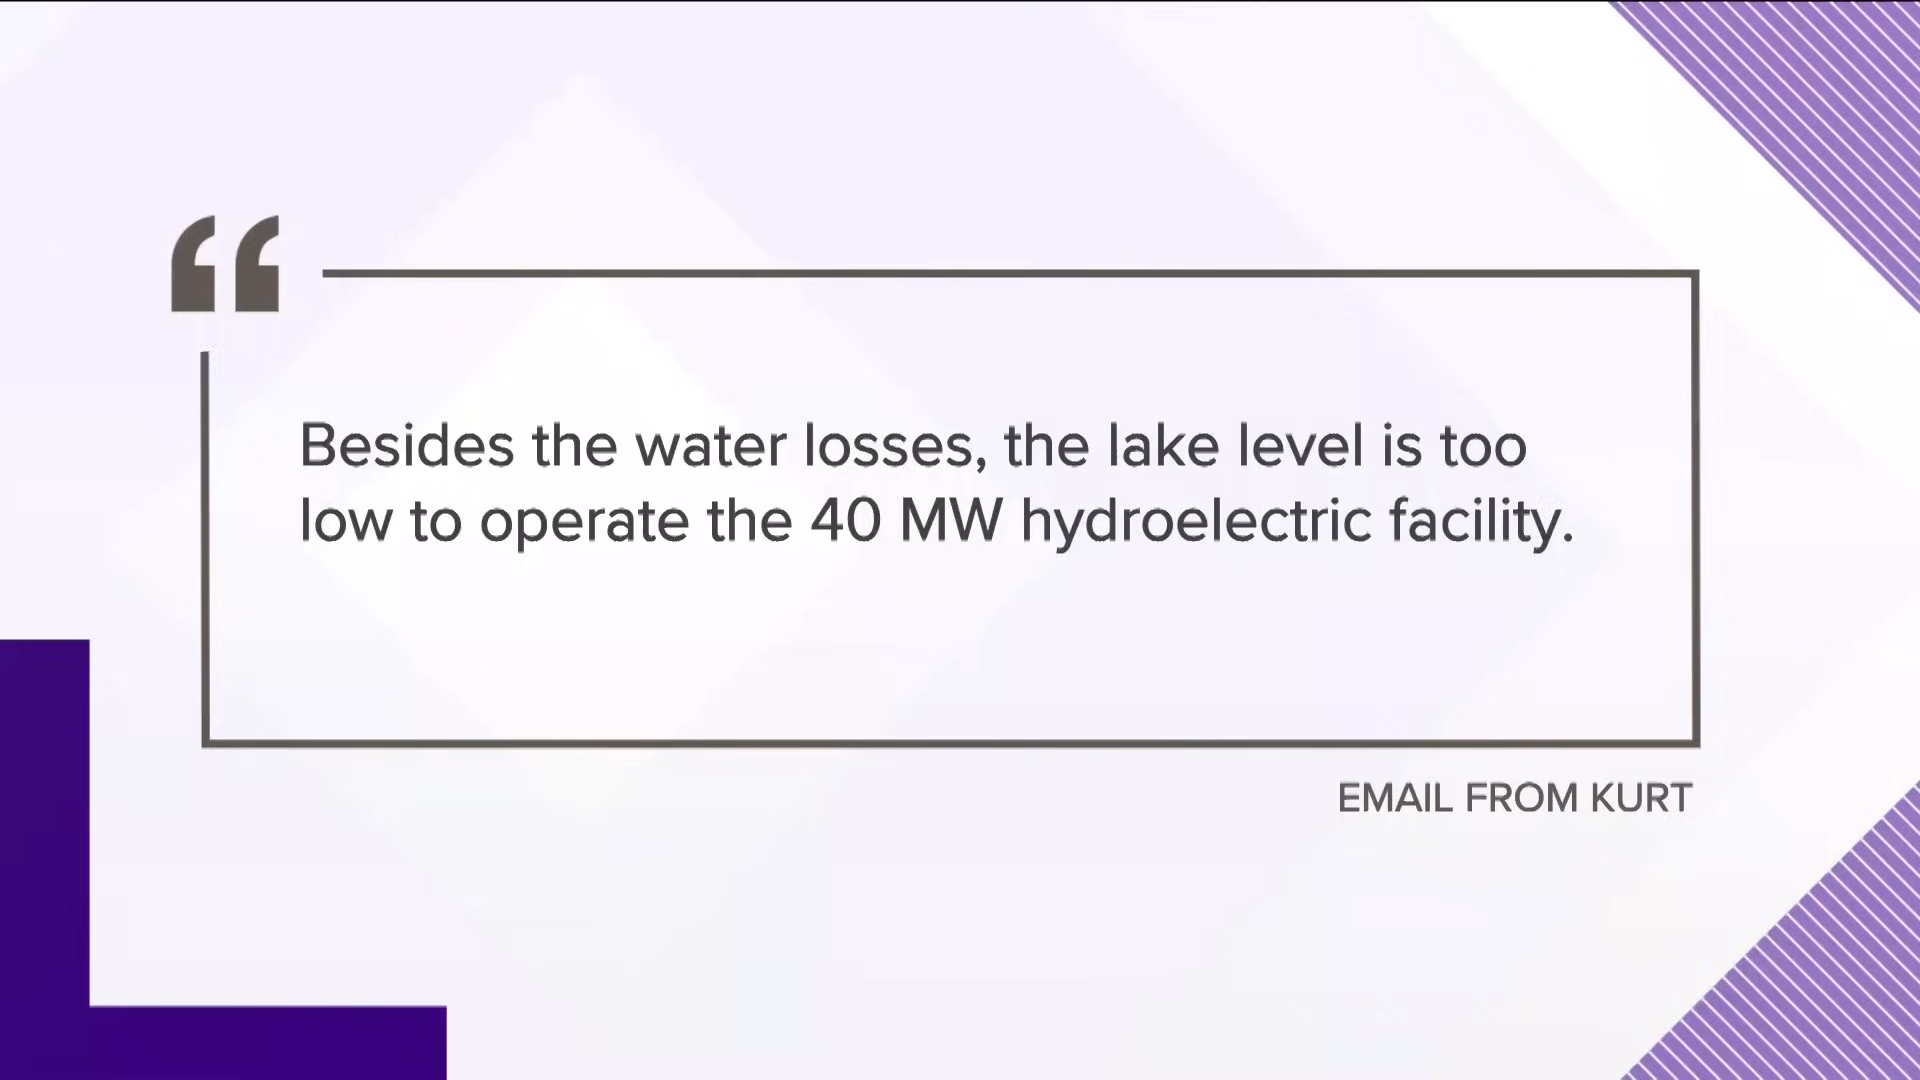 “
Besides the water losses, the lake level is too
low to operate the 40 MW hydroelectric facility.
EMAIL FROM KURT